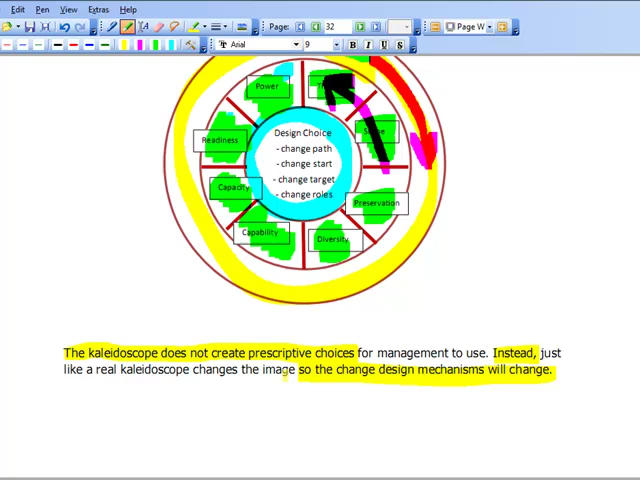 Edit Pen View Extras Help
Page: 32 Page W
Arial 9 B I U S
Power
Readiness
Capacity
Capability
Diversity
Preservation
Design Choice
- change path
- change start
- change target
- change roles
The kaleidoscope does not create prescriptive choices for management to use. Instead, just
like a real kaleidoscope changes the image so the change design mechanisms will change.